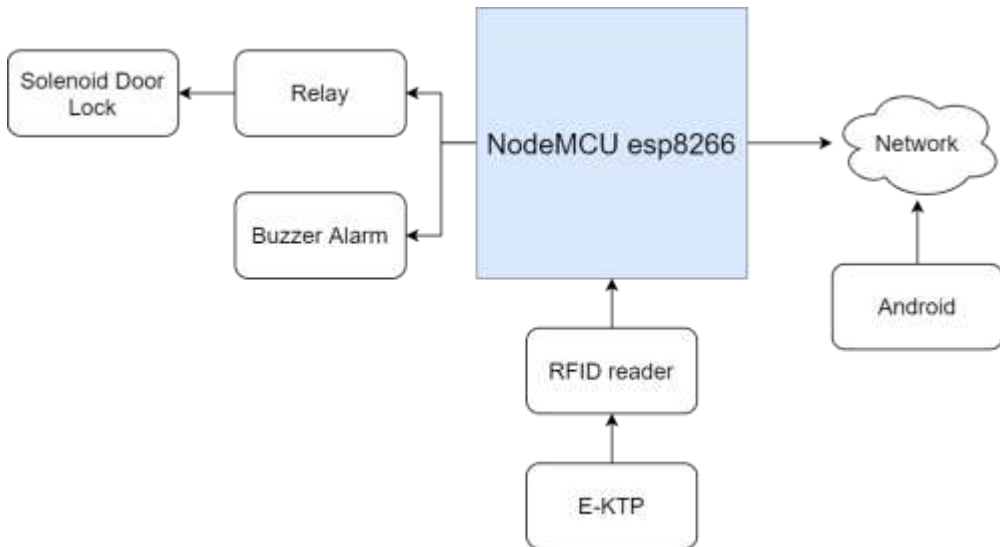 Solenoid Door
Lock
Relay
NodeMCU esp8266
Network
Buzzer Alarm
Android
RFID reader
E-KTP